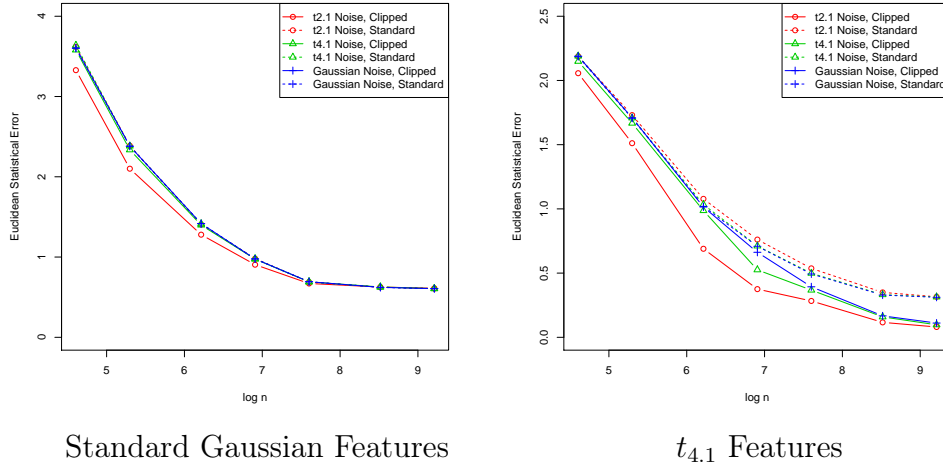 Euclidean Statistical Error
4
3
2
1
0
t2.1 Noise, Clipped
t2.1 Noise, Standard
t4.1 Noise, Clipped
t4.1 Noise, Standard
Gaussian Noise, Clipped
Gaussian Noise, Standard
5 6 7 8 9
log n
Standard Gaussian Features
Euclidean Statistical Error
2.5
2.0
1.5
1.0
0.5
0.0
t2.1 Noise, Clipped
t2.1 Noise, Standard
t4.1 Noise, Clipped
t4.1 Noise, Standard
Gaussian Noise, Clipped
Gaussian Noise, Standard
5 6 7 8 9
log n
t4.1 Features